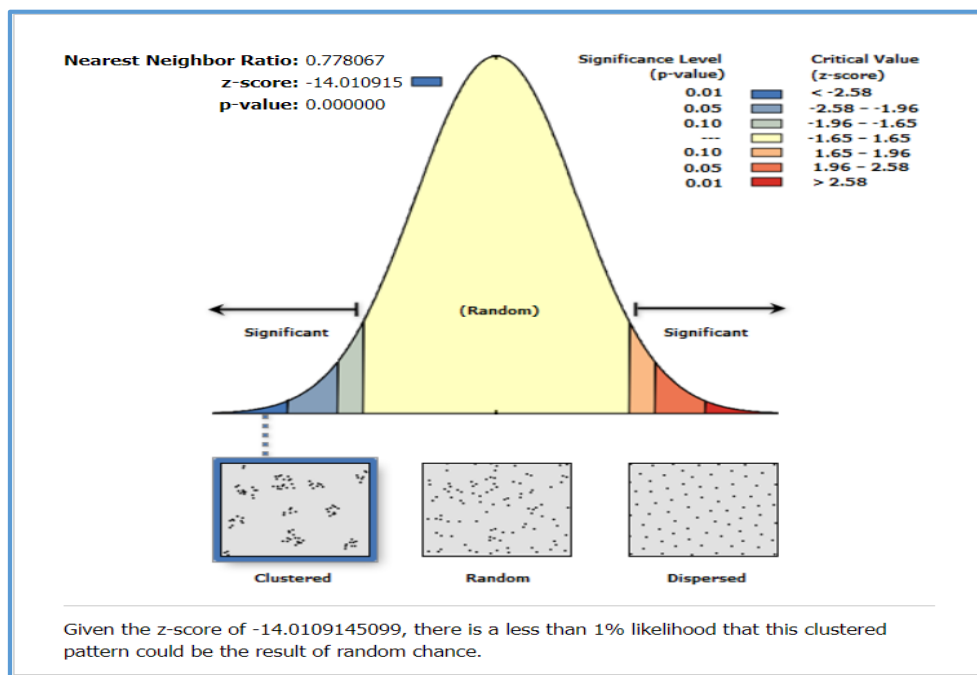 Nearest Neighbor Ratio: 0.778067
z-score: -14.010915
p-value: 0.000000
Significance Level
(p-value)
Critical Value
(z-score)
0.01 < -2.58
0.05 -2.58 – -1.96
0.10 -1.96 – -1.65
--- -1.65 – 1.65
0.10 1.65 – 1.96
0.05 1.96 – 2.58
0.01 > 2.58
(Random)
Significant
Significant
Clustered
Random
Dispersed
Given the z-score of -14.0109145099, there is a less than 1% likelihood that this clustered
pattern could be the result of random chance.